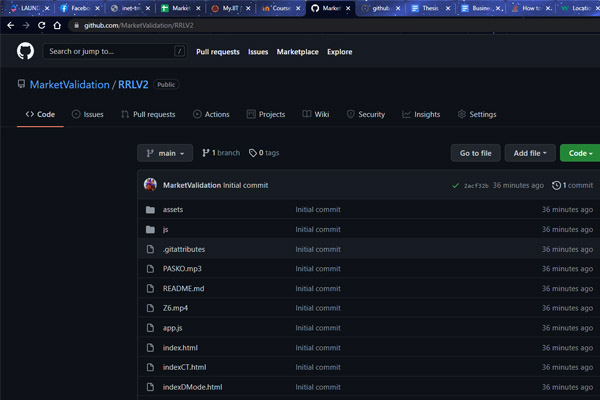 LAUN
Facebo
inet-tm
Market
My.IIT
Course
Market
github
Thesis
Busine
How to
Locatio
github.com/MarketValidation/RRLV2
Search or jump to... /
Pull requests Issues Marketplace Explore
MarketValidation / RRLV2 Public
Code Issues Pull requests Actions Projects Wiki Security Insights Settings
main 1 branch 0 tags Go to file Add file Code
MarketValidation Initial commit 2acf32b 36 minutes ago 1 commit
assets Initial commit 36 minutes ago
js Initial commit 36 minutes ago
.gitattributes Initial commit 36 minutes ago
PASKO.mp3 Initial commit 36 minutes ago
README.md Initial commit 36 minutes ago
Z6.mp4 Initial commit 36 minutes ago
app.js Initial commit 36 minutes ago
index.html Initial commit 36 minutes ago
indexCT.html Initial commit 36 minutes ago
indexDMode.html Initial commit 36 minutes ago